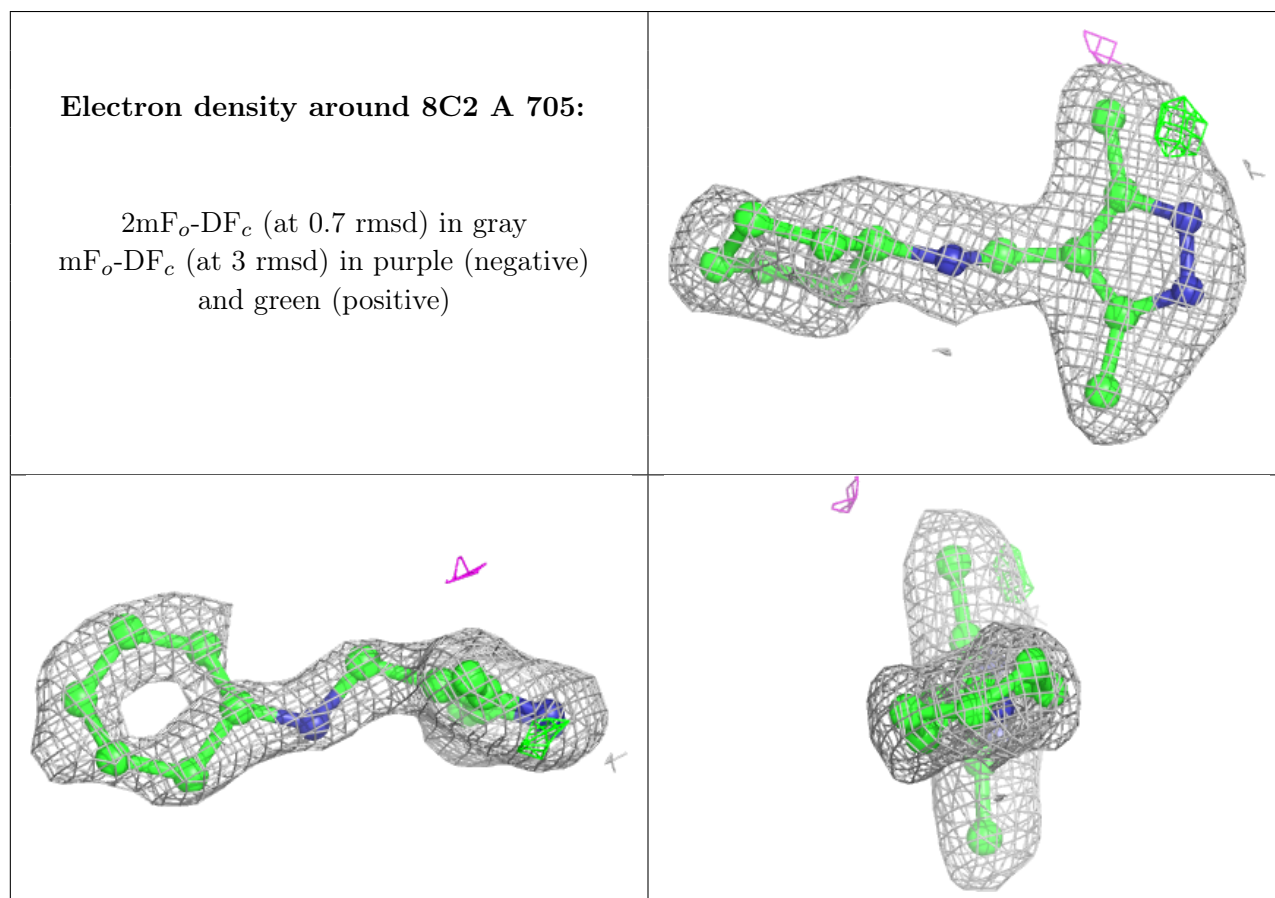 Electron density around 8C2 A 705:
2mFₒ-DF𝒸 (at 0.7 rmsd) in gray
mFₒ-DF𝒸 (at 3 rmsd) in purple (negative)
and green (positive)